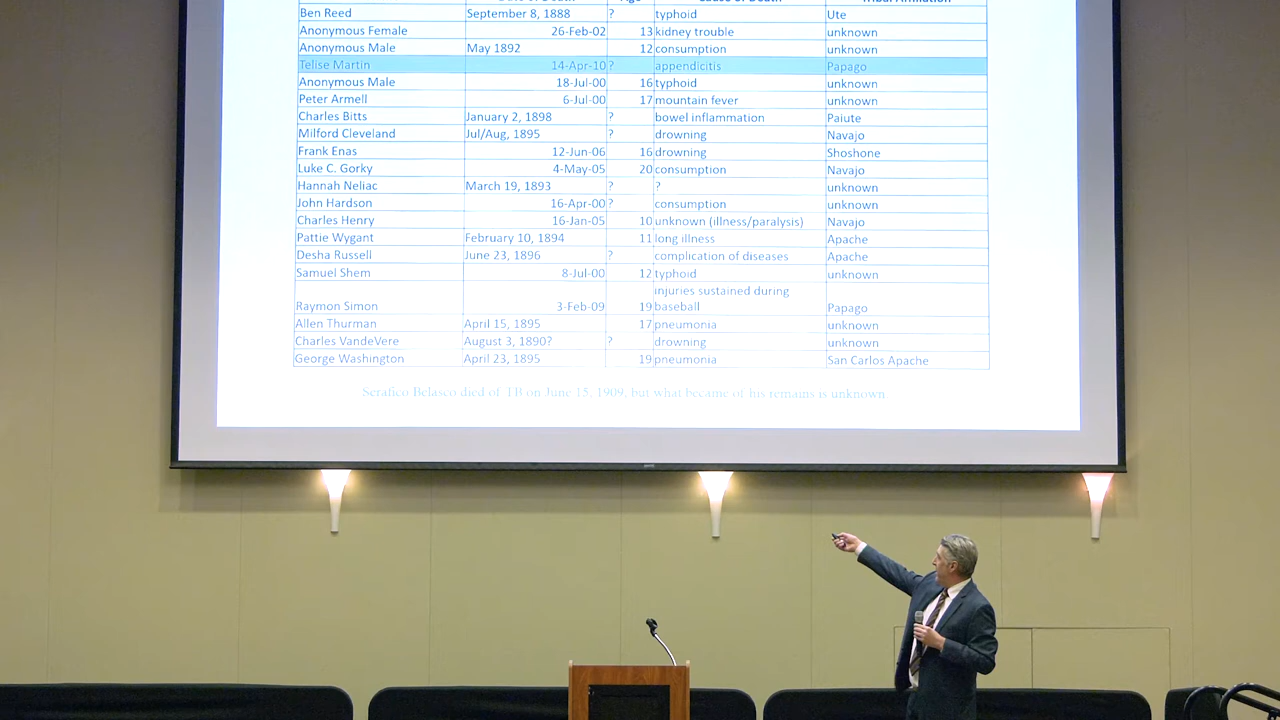 Ben Reed September 8, 1888 ? typhoid Ute
Anonymous Female 26-Feb-02 13 kidney trouble unknown
Anonymous Male May 1892 12 consumption unknown
Telise Martin 14-Apr-10 ? appendicitis Papago
Anonymous Male 18-Jul-00 16 typhoid unknown
Peter Armell 6-Jul-00 17 mountain fever unknown
Charles Bitts January 2, 1898 ? bowel inflammation Paiute
Milford Cleveland Jul/Aug, 1895 ? drowning Navajo
Frank Enas 12-Jun-06 16 drowning Shoshone
Luke C. Gorky 4-May-05 20 consumption Navajo
Hannah Neliac March 19, 1893 ? ? unknown
John Hardson 16-Apr-00 ? consumption unknown
Charles Henry 16-Jan-05 10 unknown (illness/paralysis) Navajo
Pattie Wygant February 10, 1894 11 long illness Apache
Desha Russell June 23, 1896 ? complication of diseases Apache
Samuel Shem 8-Jul-00 12 typhoid unknown
injuries sustained during
Raymon Simon 3-Feb-09 19 baseball Papago
Allen Thurman April 15, 1895 17 pneumonia unknown
Charles VandeVere August 3, 1890? ? drowning unknown
George Washington April 23, 1895 19 pneumonia San Carlos Apache
Serafico Belasco died of TB on June 15, 1909, but what became of his remains is unknown